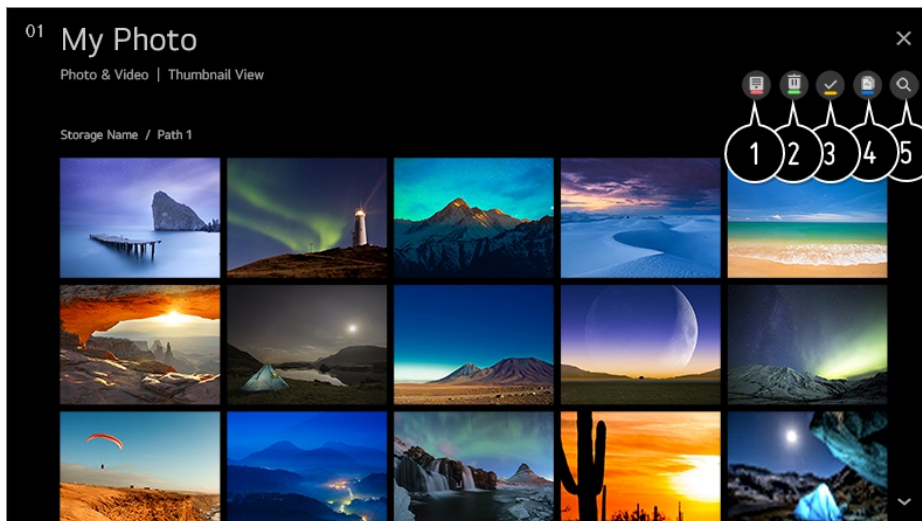 01
My Photo
Photo & Video | Thumbnail View
Storage Name / Path 1
1 2 3 4 5